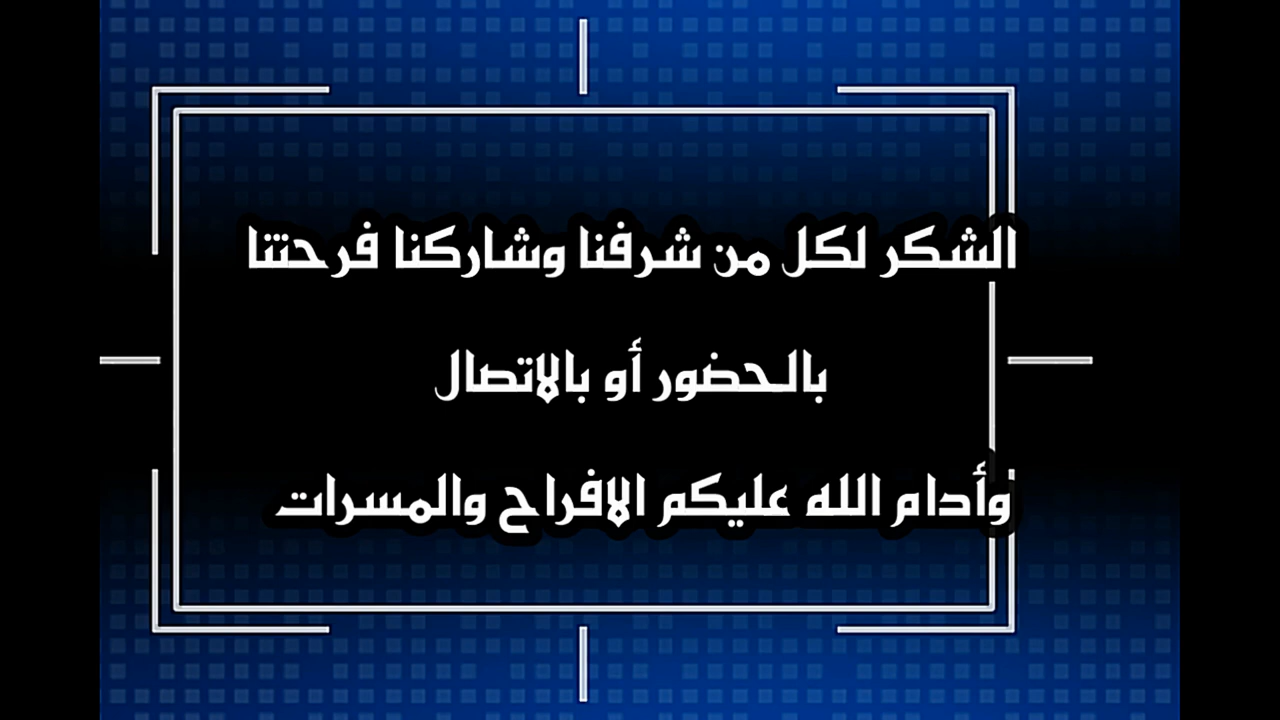 الشكر لكل من شرفنا وشاركنا فرحتنا
بالحضور أو بالاتصال
وأدام الله عليكم الافراح والمسرات